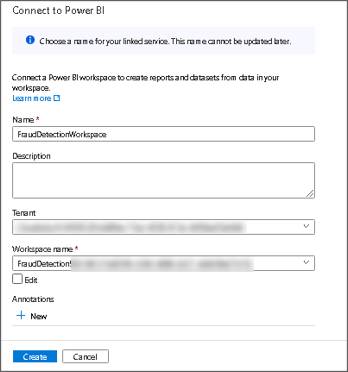 Connect to Power BI
Choose a name for your linked service. This name cannot be updated later.
Connect a Power BI workspace to create reports and datasets from data in your
workspace.
Learn more
Name *
FraudDetectionWorkspace
Description
Tenant
Workspace name *
FraudDetection
Edit
Annotations
New
Create
Cancel